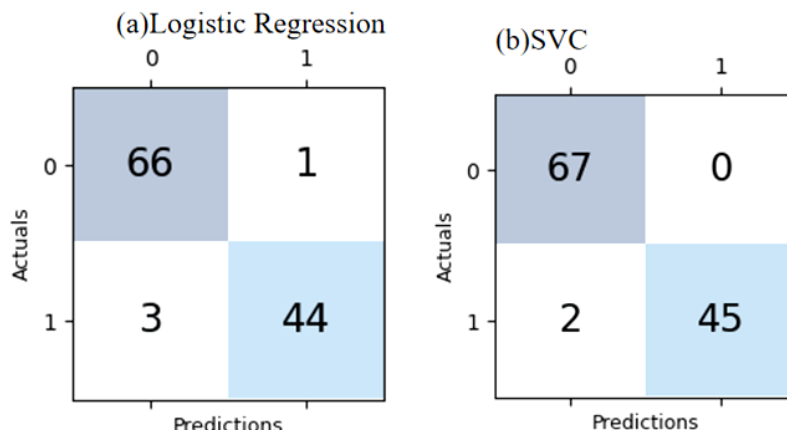 (a)Logistic Regression
0 1
0 66 1
Actuals
1 3 44
Predictions
(b)SVC
0 1
0 67 0
Actuals
1 2 45
Predictions